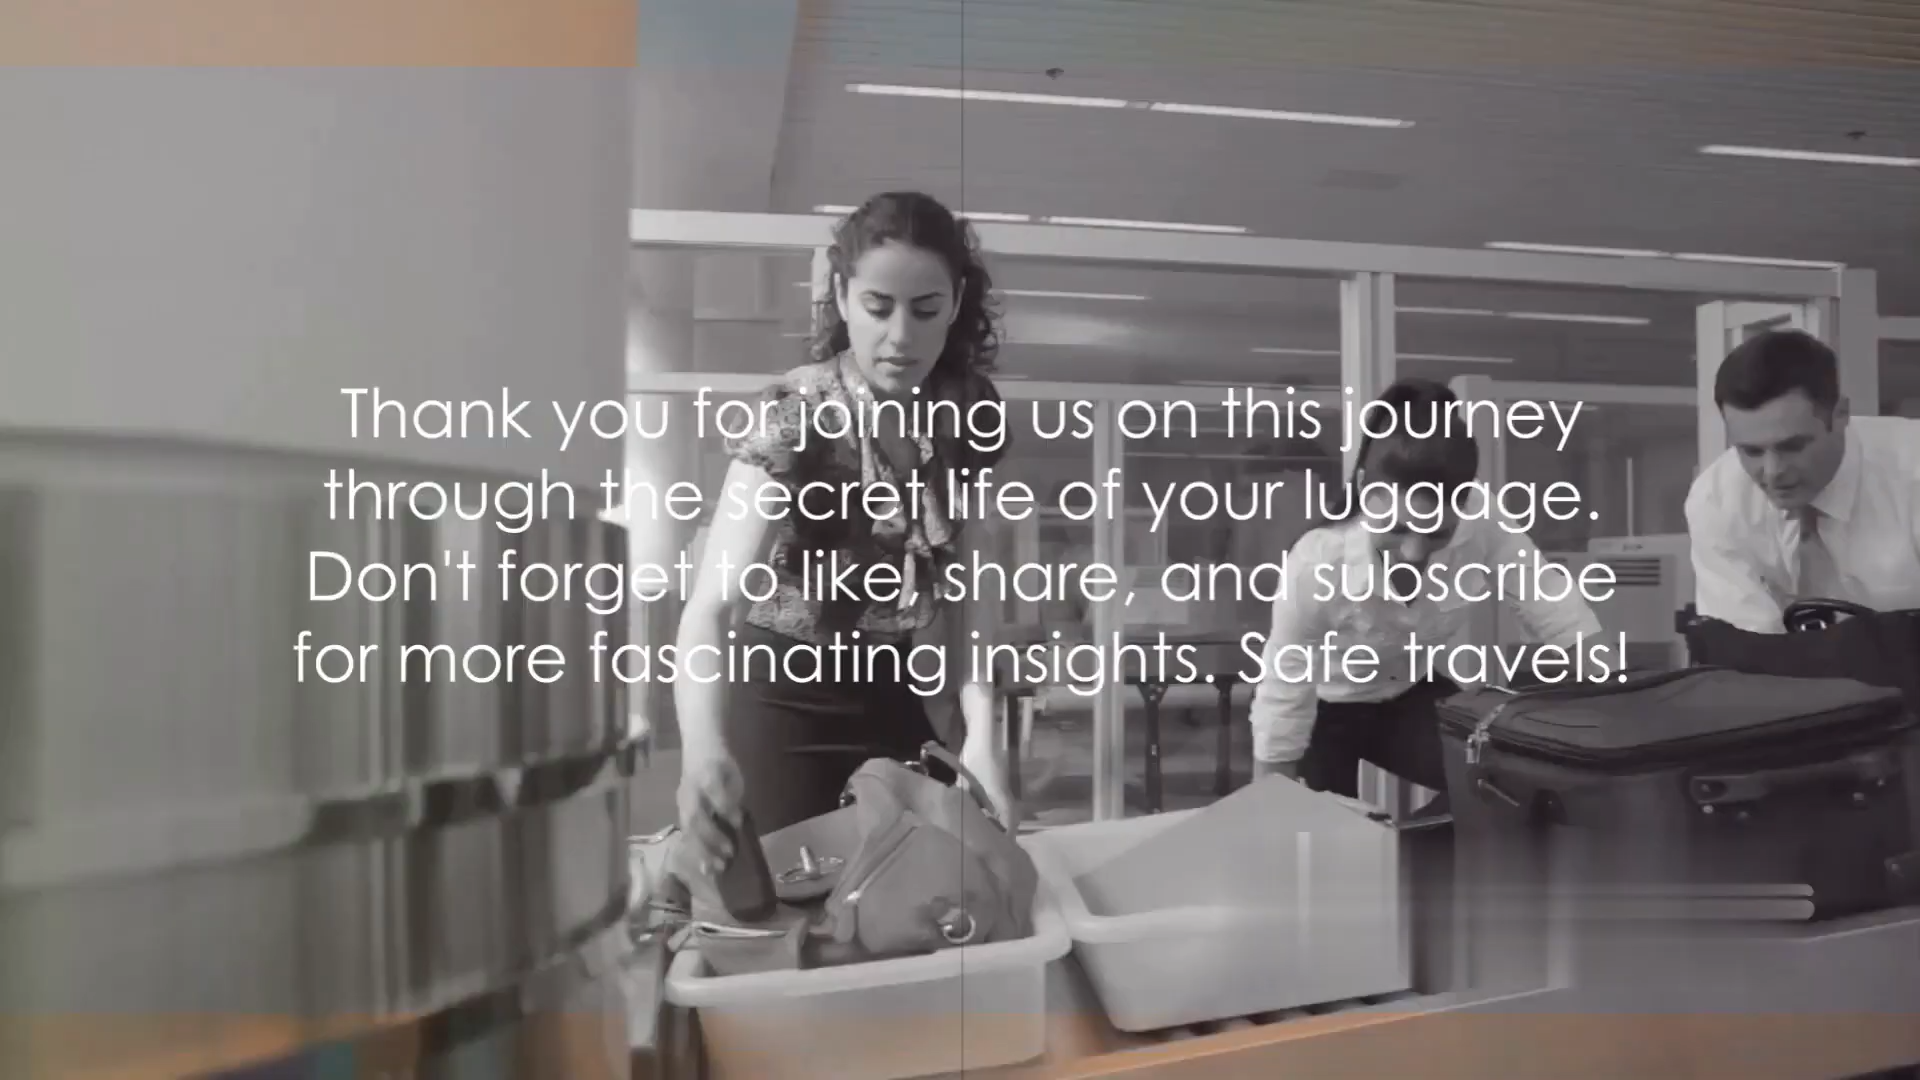 Thank you for joining us on this journey
through the secret life of your luggage.
Don't forget to like, share, and subscribe
for more fascinating insights. Safe travels!